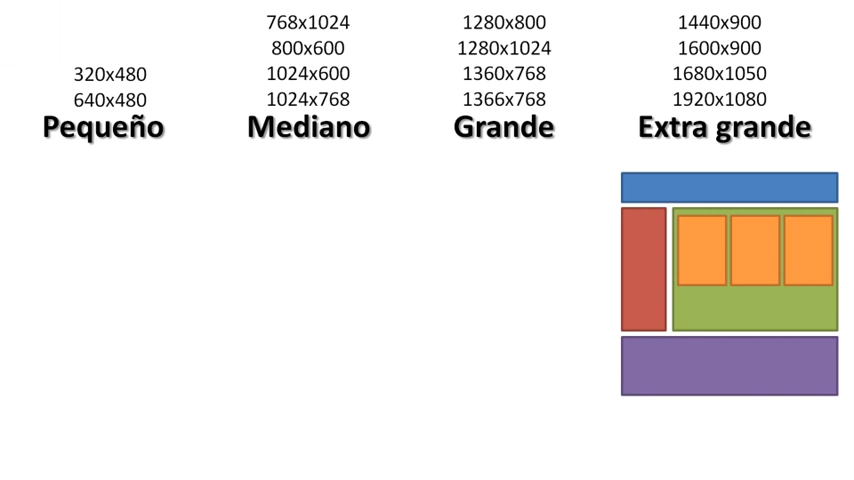 320x480
640x480
Pequeño
768x1024
800x600
1024x600
1024x768
Mediano
1280x800
1280x1024
1360x768
1366x768
Grande
1440x900
1600x900
1680x1050
1920x1080
Extra grande